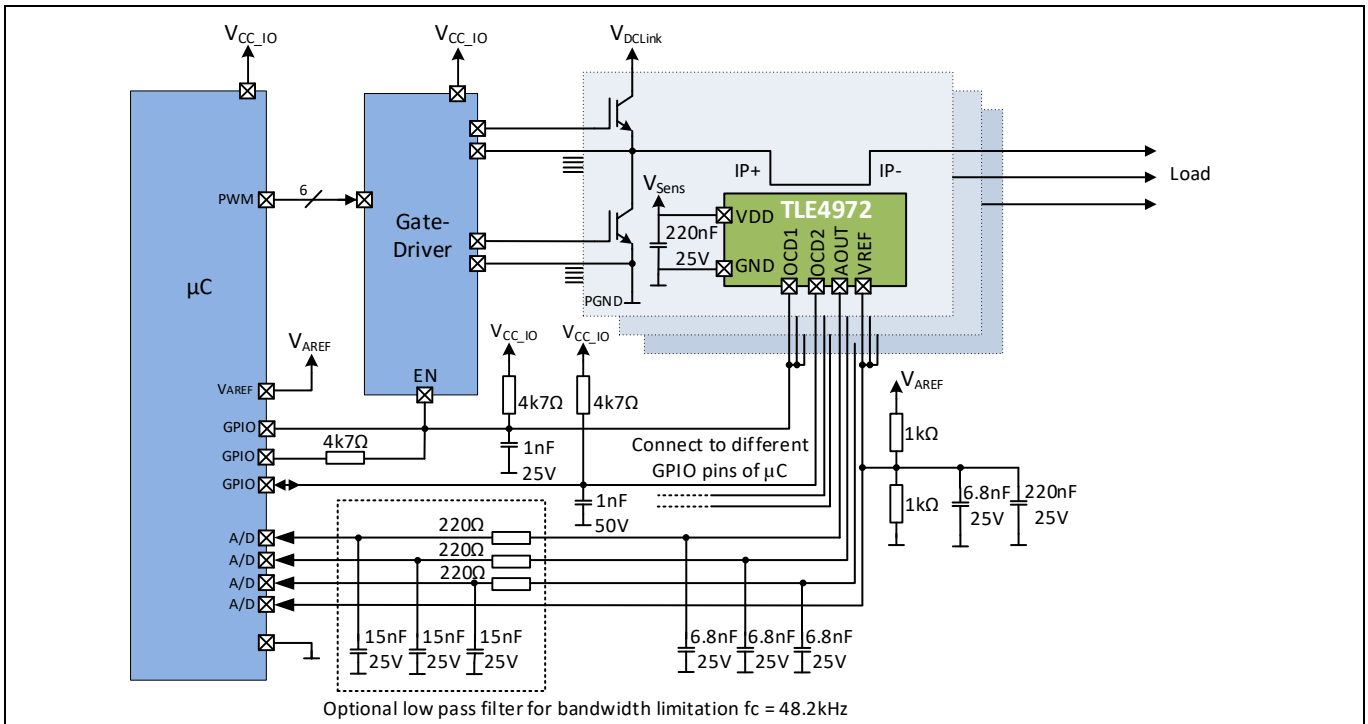 VCC_IO
VCC_IO
VDCLink
µC
PWM
6
Gate-
Driver
VSens
220nF
25V
IP+
IP-
TLE4972
VDD
GND
OCD1
OCD2
AOUT
VREF
PGND
Load
VAREF
VAREF
EN
VCC_IO
4k7Ω
VCC_IO
4k7Ω
VAREF
1kΩ
1kΩ
GPIO
GPIO
4k7Ω
GPIO
1nF
25V
Connect to different
GPIO pins of µC
1nF
50V
6.8nF
25V
220nF
25V
A/D
220Ω
A/D
220Ω
A/D
220Ω
A/D
15nF
25V
15nF
25V
15nF
25V
6.8nF
25V
6.8nF
25V
6.8nF
25V
Optional low pass filter for bandwidth limitation fc = 48.2kHz